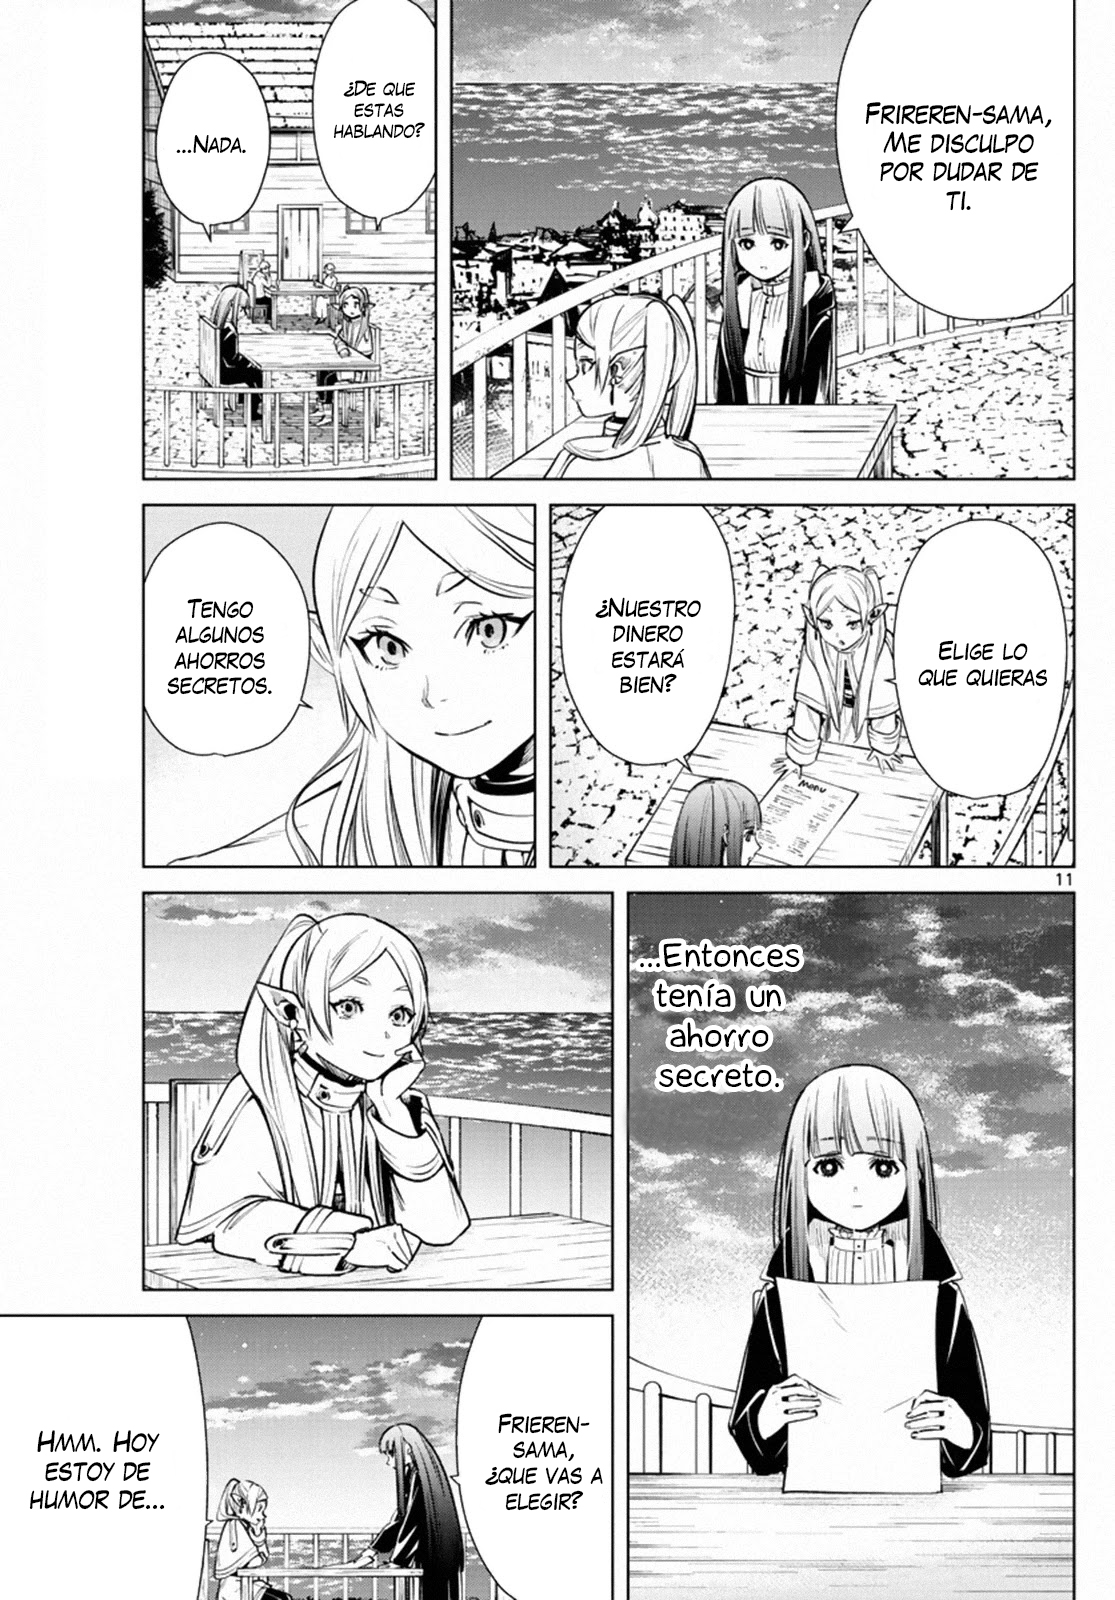 FRIREREN-SAMA,
ME DISCULPO
POR DUDAR DE
TI.
¿DE QUE
ESTAS
HABLANDO?
...NADA.
ELIGE LO
QUE QUIERAS
¿NUESTRO
DINERO
ESTARÁ
BIEN?
MENU
TENGO
ALGUNOS
AHORROS
SECRETOS.
11
...Entonces
tenía un
ahorro
secreto.
FRIEREN-
SAMA,
¿QUE VAS A
ELEGIR?
HMM. HOY
ESTOY DE
HUMOR DE...